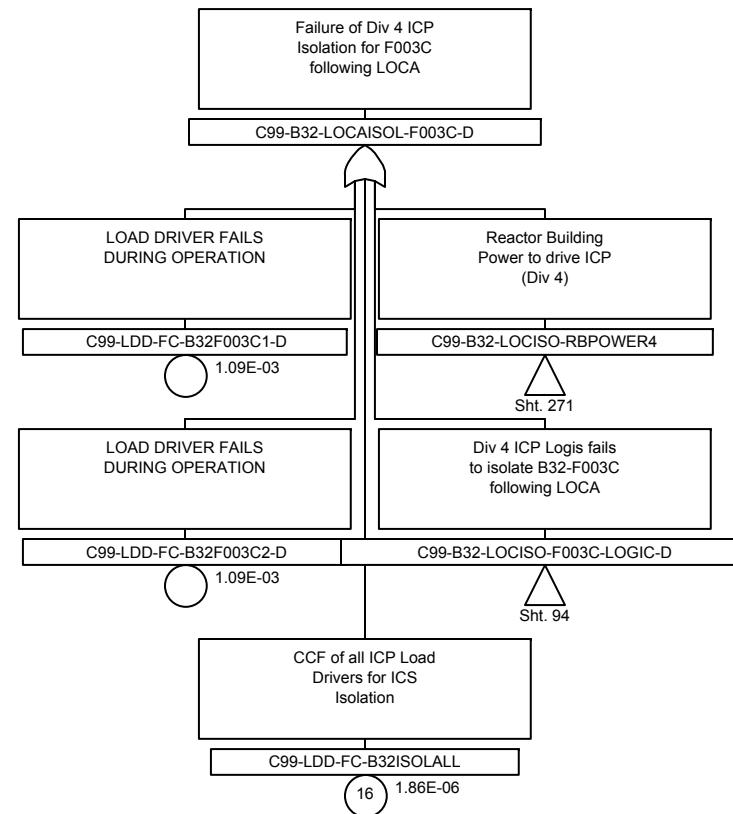 Failure of Div 4 ICP
Isolation for F003C
following LOCA
C99-B32-LOCAISOL-F003C-D
LOAD DRIVER FAILS
DURING OPERATION
C99-LDD-FC-B32F003C1-D
1.09E-03
Reactor Building
Power to drive ICP
(Div 4)
C99-B32-LOCISO-RBPOWER4
Sht. 271
LOAD DRIVER FAILS
DURING OPERATION
C99-LDD-FC-B32F003C2-D
1.09E-03
Div 4 ICP Logis fails
to isolate B32-F003C
following LOCA
C99-B32-LOCISO-F003C-LOGIC-D
Sht. 94
CCF of all ICP Load
Drivers for ICS
Isolation
C99-LDD-FC-B32ISOLALL
16
1.86E-06